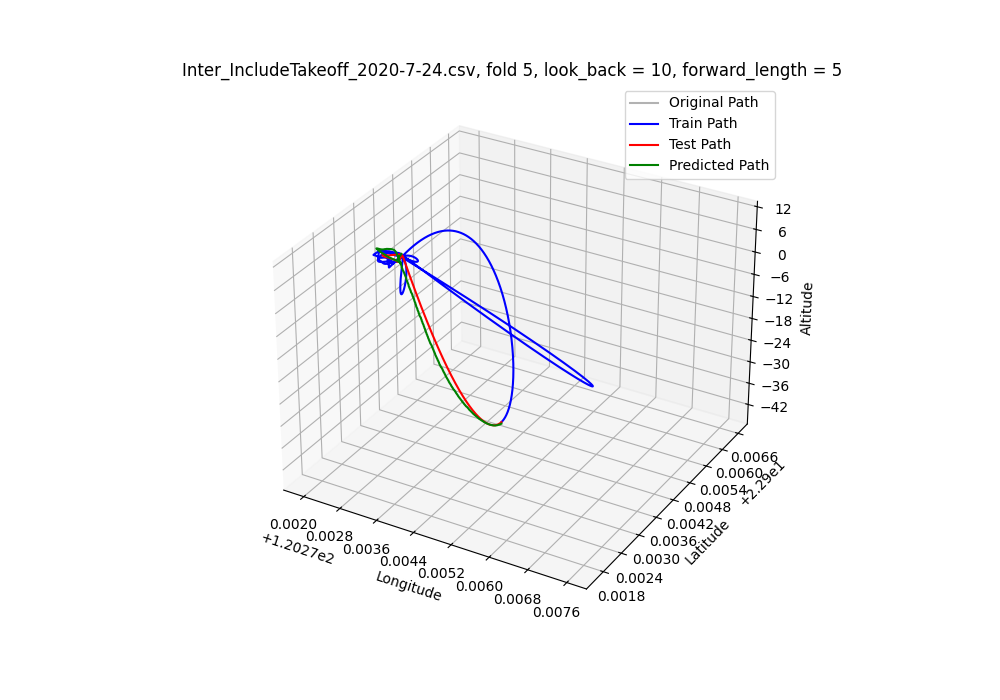 Inter_IncludeTakeoff_2020-7-24.csv, fold 5, look_back = 10, forward_length = 5
Original Path
Train Path
Test Path
Predicted Path
12
6
0
−6
−12
−18
−24
−30
−36
−42
Altitude
0.0066
0.0060
0.0054
0.0048
0.0042
0.0036
0.0030
0.0024
0.0018
+2.29e1
Latitude
0.0020
0.0028
0.0036
0.0044
0.0052
0.0060
0.0068
0.0076
+1.2027e2
Longitude